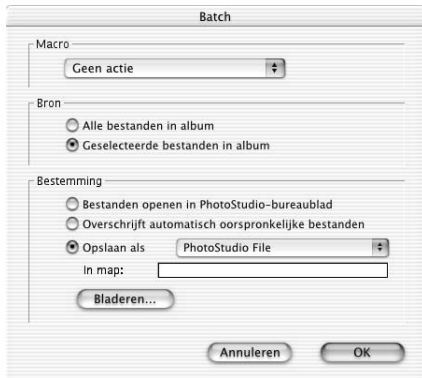 Batch
Macro
Geen actie
Bron
Alle bestanden in album
Geselecteerde bestanden in album
Bestemming
Bestanden openen in PhotoStudio-bureaublad
Overschrijft automatisch oorspronkelijke bestanden
Opslaan als PhotoStudio File
In map:
Bladeren...
Annuleren OK